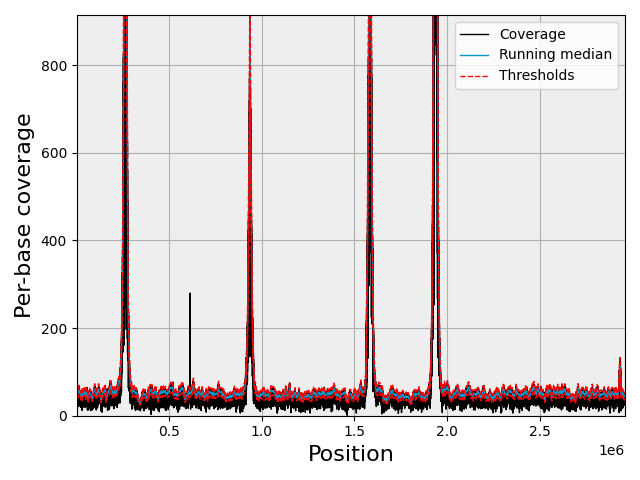 Coverage
Running median
Thresholds
Per-base coverage
800
600
400
200
0
0.5 1.0 1.5 2.0 2.5
1e6
Position